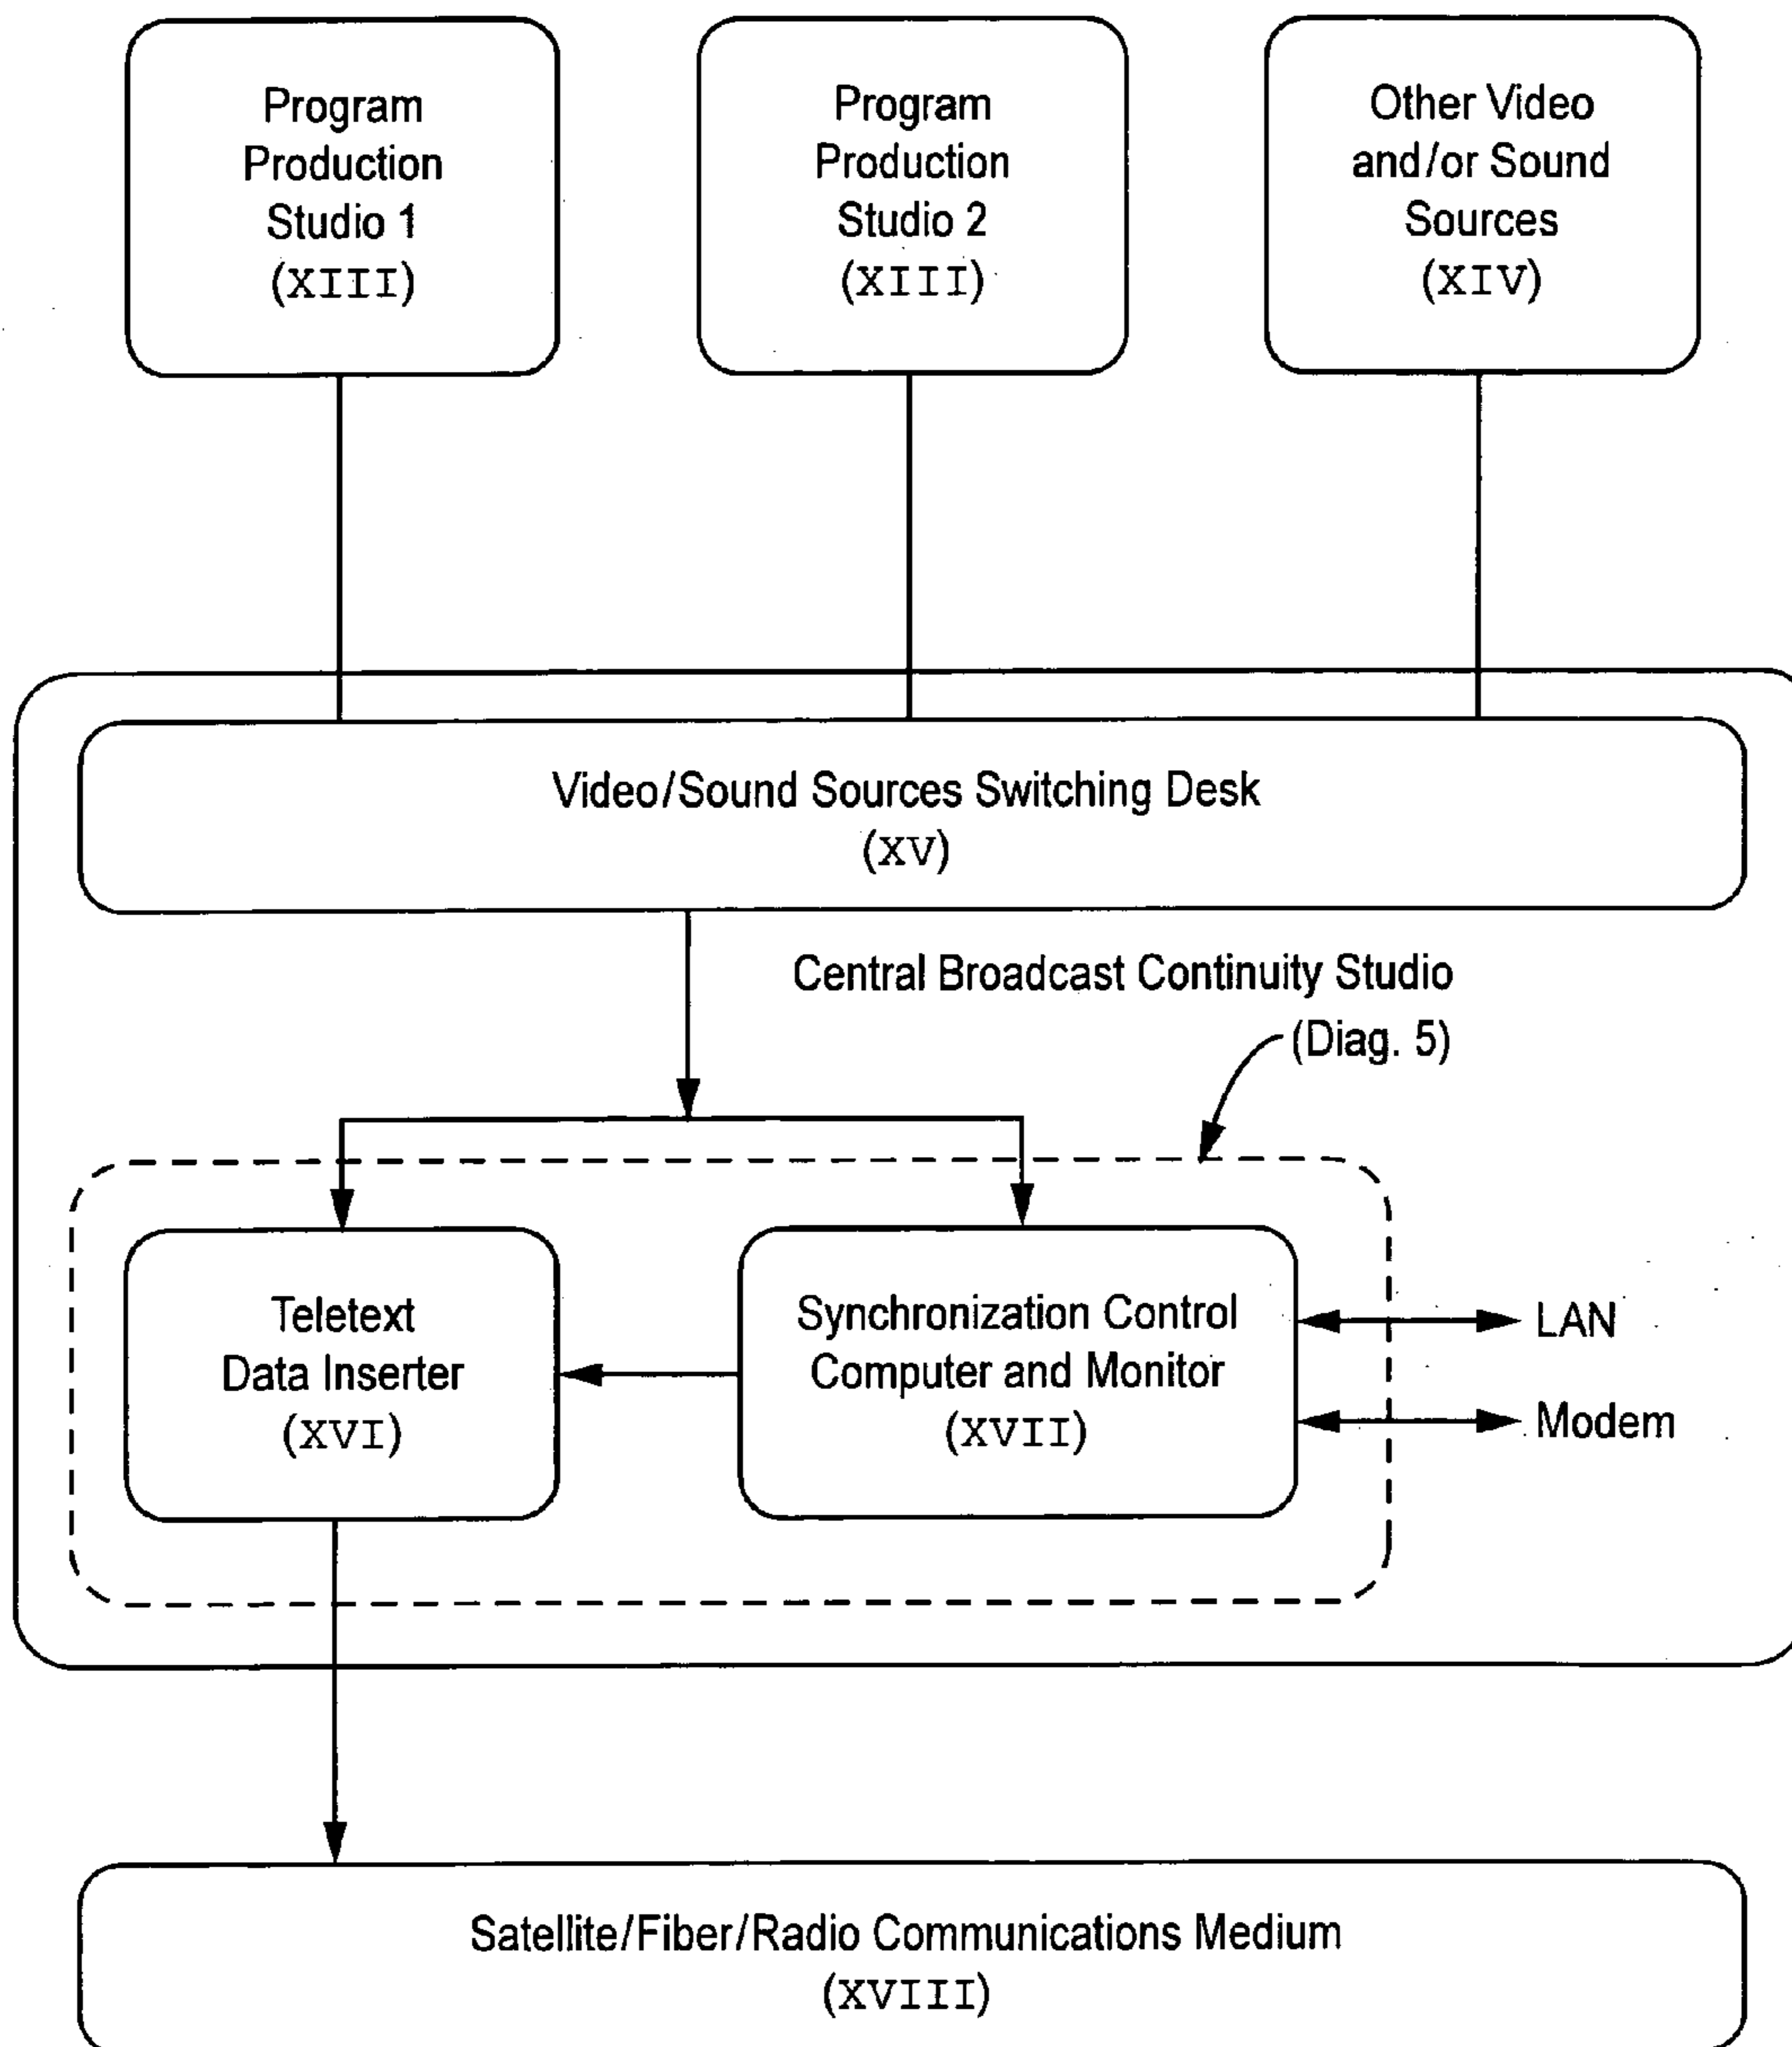 Program
Production
Studio 1
(XIII)
Program
Production
Studio 2
(XIII)
Other Video
and/or Sound
Sources
(XIV)
Video/Sound Sources Switching Desk
(XV)
Central Broadcast Continuity Studio
(Diag. 5)
Teletext
Data Inserter
(XVI)
Synchronization Control
Computer and Monitor
(XVII)
LAN
Modem
Satellite/Fiber/Radio Communications Medium
(XVIII)